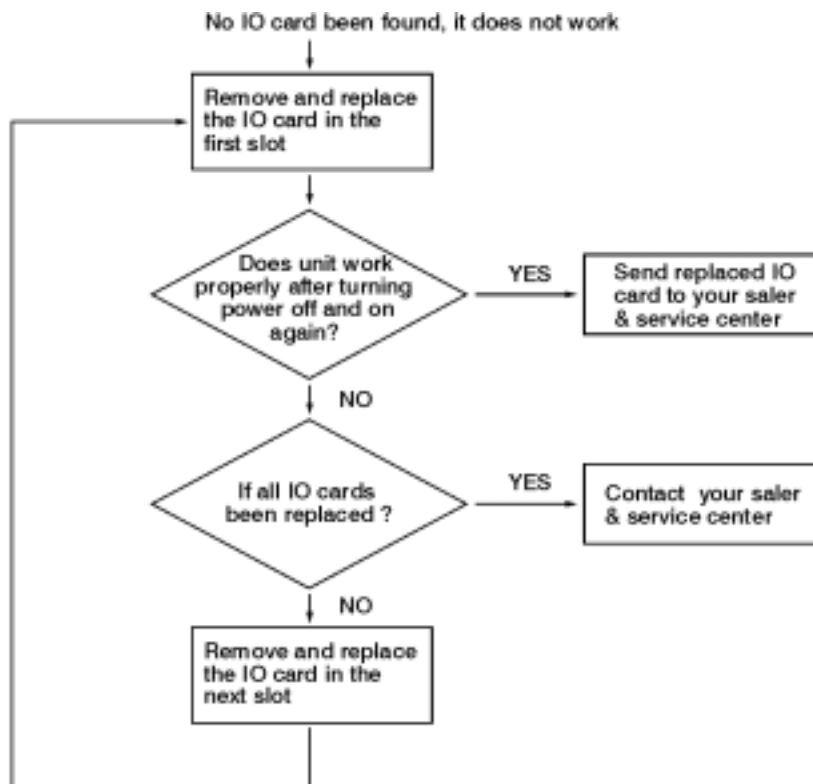 No IO card been found, it does not work
Remove and replace
the IO card in the
first slot
Does unit work
properly after turning
power off and on
again?
YES
Send replaced IO
card to your saler
& service center
NO
If all IO cards
been replaced ?
YES
Contact your saler
& service center
NO
Remove and replace
the IO card in the
next slot